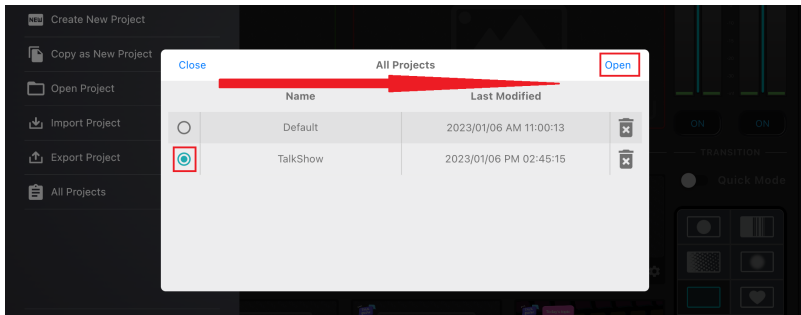 NEW Create New Project
Copy as New Project
Open Project
Import Project
Export Project
All Projects
Close All Projects Open
Name Last Modified
Default 2023/01/06 AM 11:00:13
TalkShow 2023/01/06 PM 02:45:15
ON ON
TRANSITION
Quick Mode